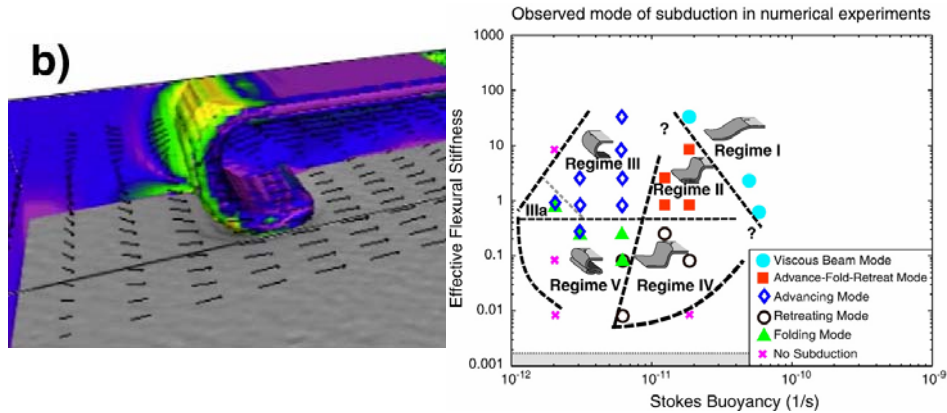 b)
Observed mode of subduction in numerical experiments
Effective Flexural Stiffness
1000
100
10
1
0.1
0.01
0.001
10-12
10-11
10-10
10-9
Stokes Buoyancy (1/s)
?
Regime I
Regime III
Regime II
IIIa
?
Regime V
Regime IV
Viscous Beam Mode
Advance-Fold-Retreat Mode
Advancing Mode
Retreating Mode
Folding Mode
No Subduction